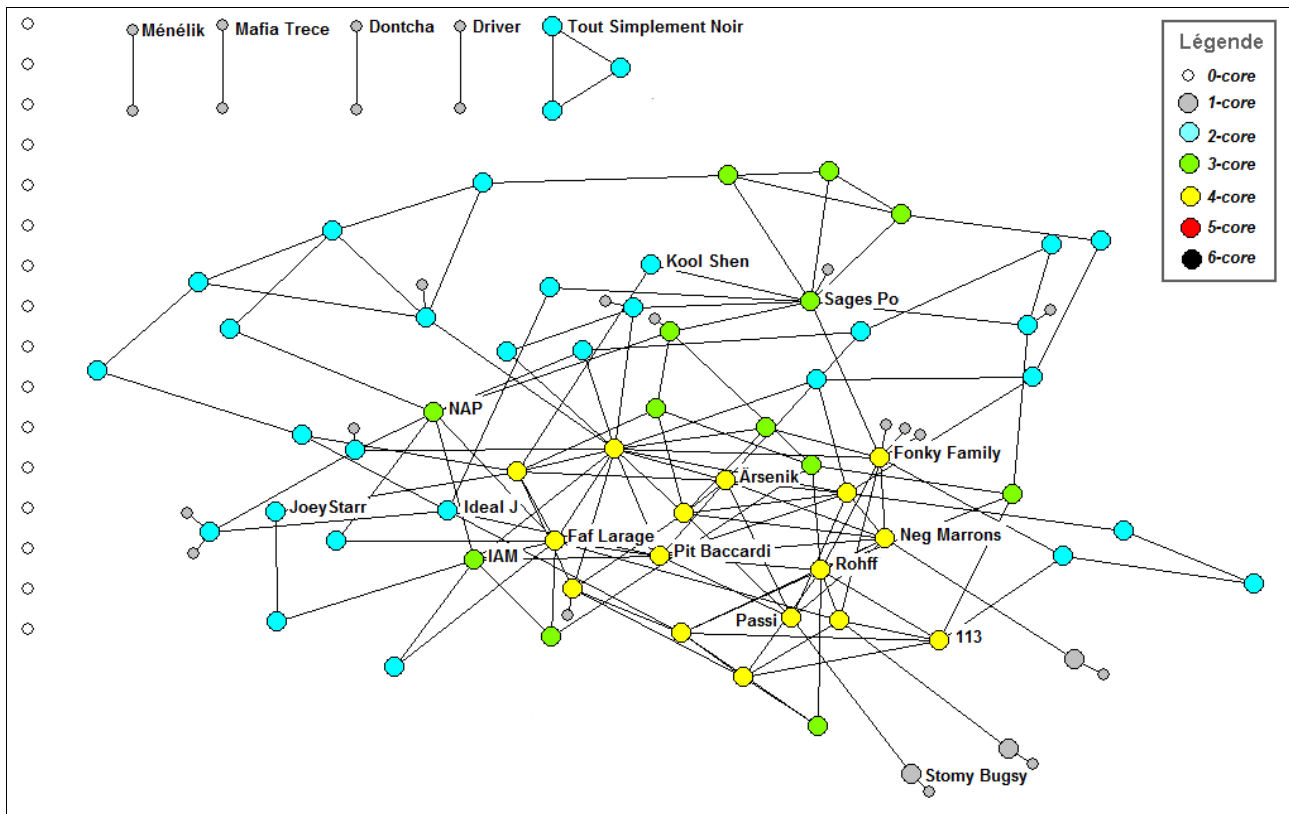 Ménélik
Mafia Trece
Dontcha
Driver
Tout Simplement Noir
Légende
0-core
1-core
2-core
3-core
4-core
5-core
6-core
Kool Shen
Sages Po
NAP
Fonky Family
Ärsenik
JoeyStarr
Ideal J
Faf Larage
Neg Marrons
Pit Baccardi
IAM
Rohff
Passi
113
Stomy Bugsy